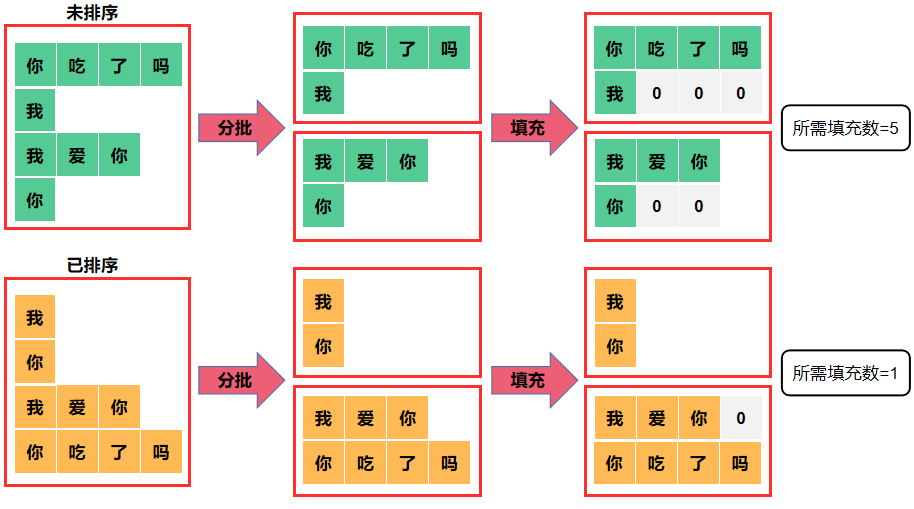 未排序
你 吃 了 吗
我
我 爱 你
你
分批
你 吃 了 吗
我
我 爱 你
你
填充
你 吃 了 吗
我 0 0 0
我 爱 你
你 0 0
所需填充数=5
已排序
我
你
我 爱 你
你 吃 了 吗
分批
我
你
我 爱 你
你 吃 了 吗
填充
我
你
我 爱 你 0
你 吃 了 吗
所需填充数=1